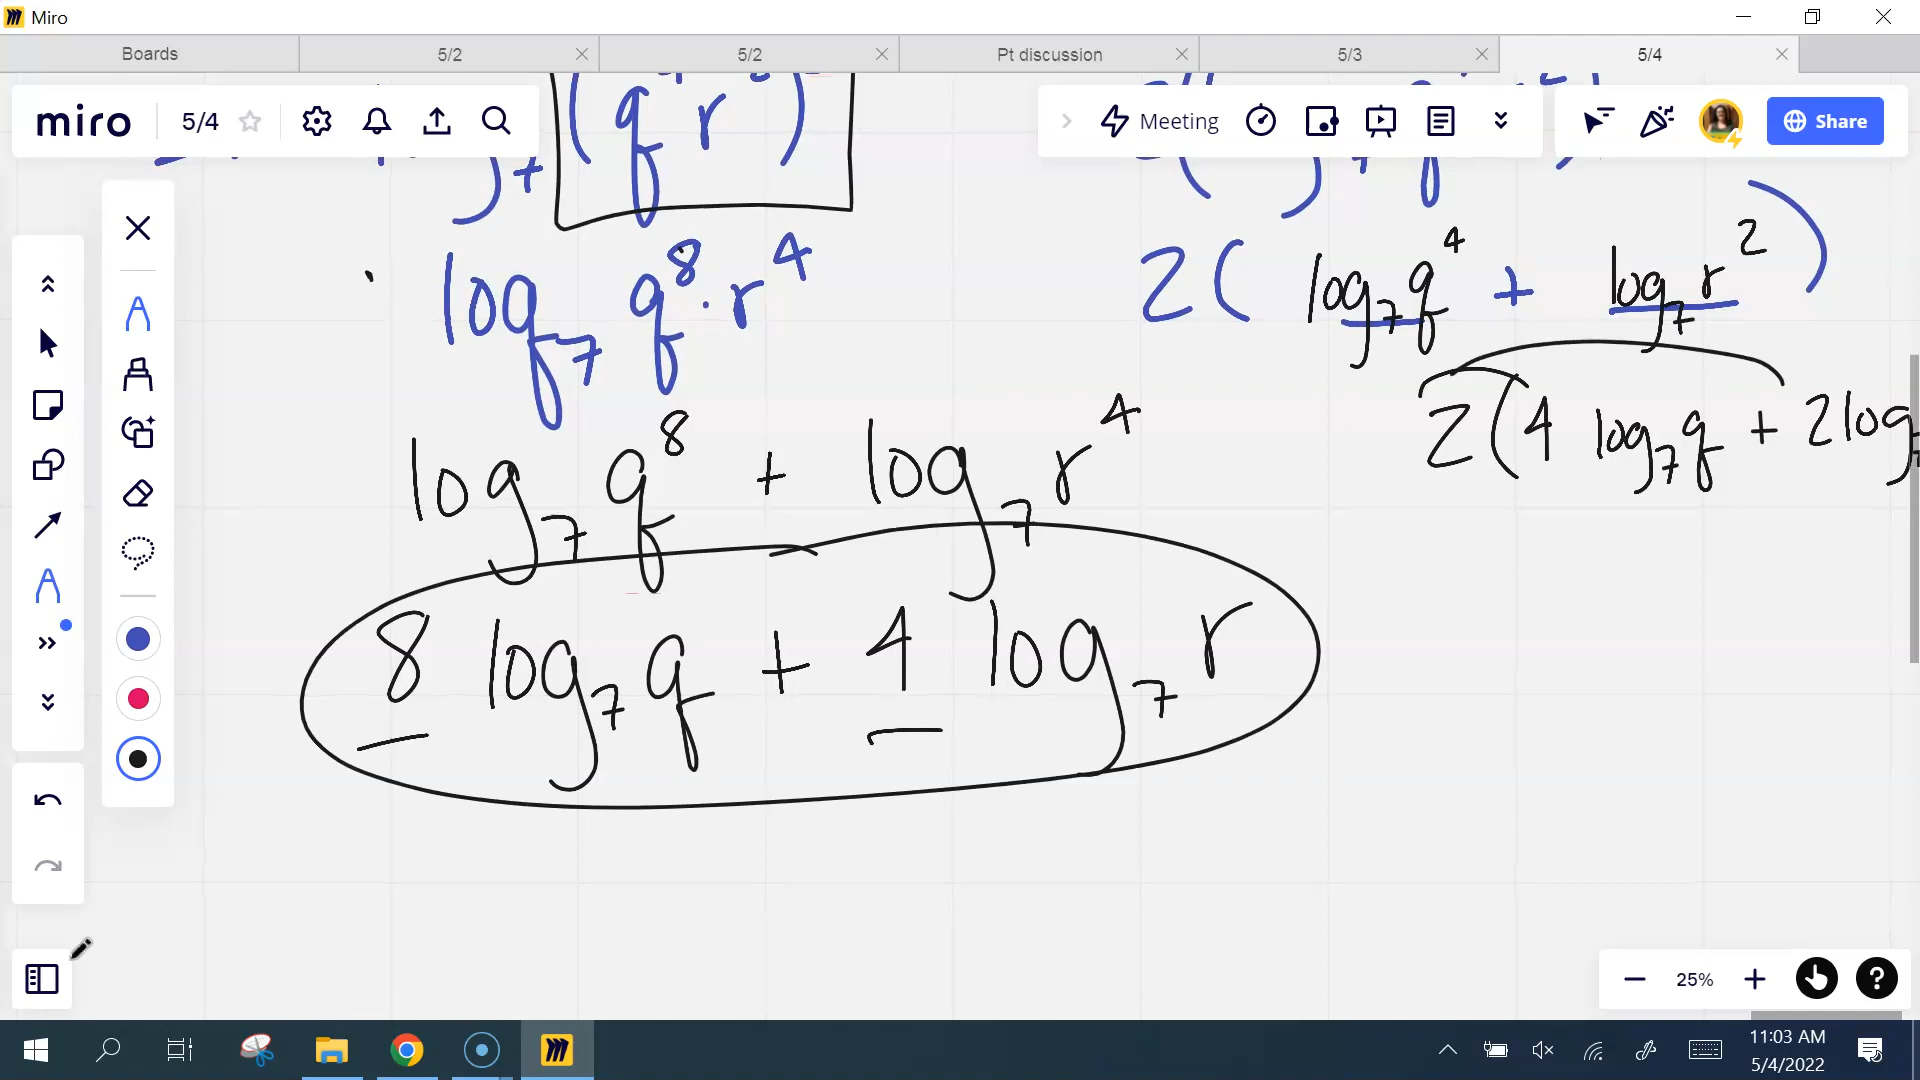 Miro
Boards 5/2 5/2 Pt discussion 5/3 5/4
miro 5/4 Meeting Share
(q r)
7
log₇ q⁸ · r⁴
log₇ q⁸ + log₇ r⁴
8 log₇ q + 4 log₇ r
2( log₇ q⁴ + log₇ r² )
2(4 log₇ q + 2log₇
25%
11:03 AM
5/4/2022